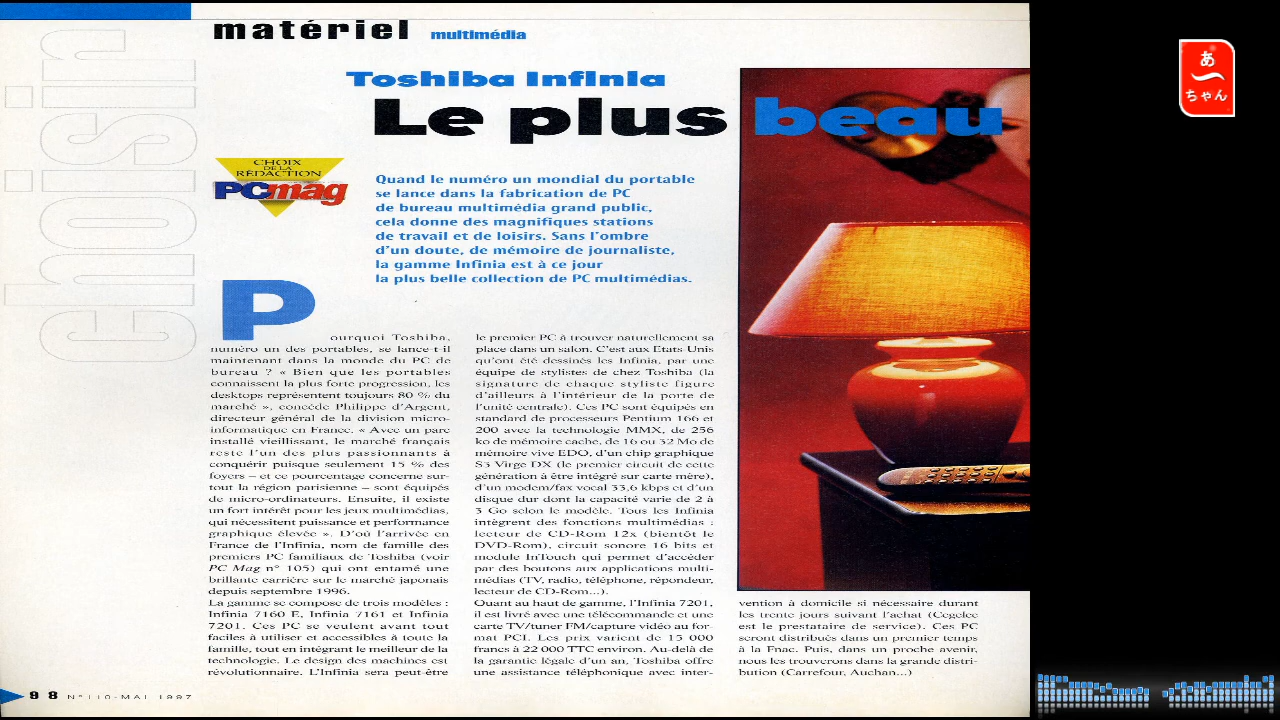 choisir
matériel multimédia
Toshiba Infinia
Le plus beau
CHOIX
DE LA
RÉDACTION
PCmag
Quand le numéro un mondial du portable
se lance dans la fabrication de PC
de bureau multimédia grand public,
cela donne des magnifiques stations
de travail et de loisirs. Sans l'ombre
d'un doute, de mémoire de journaliste,
la gamme Infinia est à ce jour
la plus belle collection de PC multimédias.
Pourquoi Toshiba,
numéro un des portables, se lance-t-il
maintenant dans la monde du PC de
bureau ? « Bien que les portables
connaissent la plus forte progression, les
desktops représentent toujours 80 % du
marché », concède Philippe d'Argent,
directeur général de la division micro-
informatique en France. « Avec un parc
installé vieillissant, le marché français
reste l'un des plus passionnants à
conquérir puisque seulement 15 % des
foyers – et ce pourcentage concerne sur-
tout la région parisienne – sont équipés
de micro-ordinateurs. Ensuite, il existe
un fort intérêt pour les jeux multimédias,
qui nécessitent puissance et performance
graphique élevée ». D'où l'arrivée en
France de l'Infinia, nom de famille des
premiers PC familiaux de Toshiba (voir
PC Mag n° 105) qui ont entamé une
brillante carrière sur le marché japonais
depuis septembre 1996.
La gamme se compose de trois modèles :
Infinia 7160 E, Infinia 7161 et Infinia
7201. Ces PC se veulent avant tout
faciles à utiliser et accessibles à toute la
famille, tout en intégrant le meilleur de la
technologie. Le design des machines est
révolutionnaire. L'Infinia sera peut-être
le premier PC à trouver naturellement sa
place dans un salon. C'est aux Etats-Unis
qu'ont été dessinés les Infinia, par une
équipe de stylistes de chez Toshiba (la
signature de chaque styliste figure
d'ailleurs à l'intérieur de la porte de
l'unité centrale). Ces PC sont équipés en
standard de processeurs Pentium 166 et
200 avec la technologie MMX, de 256
ko de mémoire cache, de 16 ou 32 Mo de
mémoire vive EDO, d'un chip graphique
S3 Virge DX (le premier circuit de cette
génération à être intégré sur carte mère),
d'un modem/fax vocal 33,6 kbps et d'un
disque dur dont la capacité varie de 2 à
3 Go selon le modèle. Tous les Infinia
intègrent des fonctions multimédias :
lecteur de CD-Rom 12x (bientôt le
DVD-Rom), circuit sonore 16 bits et
module InTouch qui permet d'accéder
par des boutons aux applications multi-
médias (TV, radio, téléphone, répondeur,
lecteur de CD-Rom...).
Quant au haut de gamme, l'Infinia 7201,
il est livré avec une télécommande et une
carte TV/tuner FM/capture vidéo au for-
mat PCI. Les prix varient de 15 000
francs à 22 000 TTC environ. Au-delà de
la garantie légale d'un an, Toshiba offre
une assistance téléphonique avec inter-
vention à domicile si nécessaire durant
les trente jours suivant l'achat (Cegelec
est le prestataire de service). Ces PC
seront distribués dans un premier temps
à la Fnac. Puis, dans un proche avenir,
nous les trouverons dans la grande distri-
bution (Carrefour, Auchan...)
98 N°110-MAI 1997
あ
ー
ちゃん